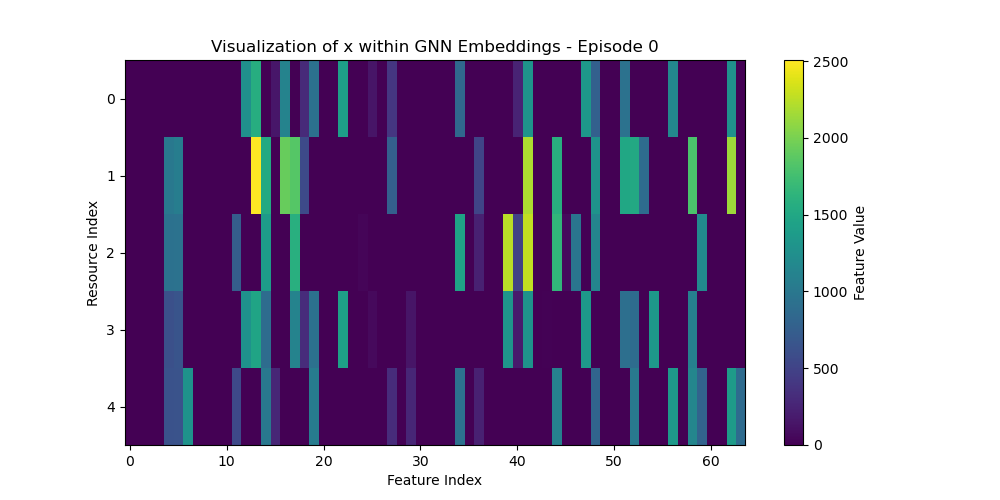 Visualization of x within GNN Embeddings - Episode 0
Resource Index
0
1
2
3
4
0 10 20 30 40 50 60
Feature Index
2500
2000
1500
1000
500
0
Feature Value